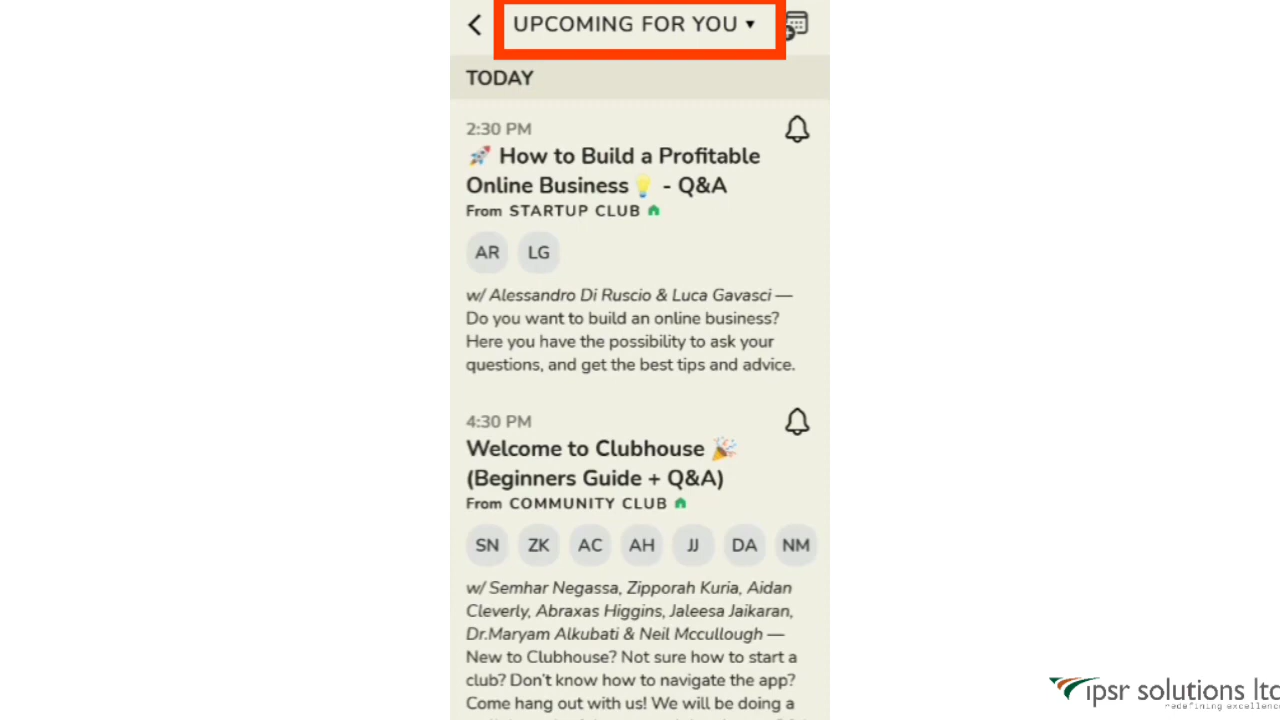 UPCOMING FOR YOU ▾
TODAY
2:30 PM
🚀 How to Build a Profitable
Online Business💡 - Q&A
From STARTUP CLUB
AR LG
w/ Alessandro Di Ruscio & Luca Gavasci —
Do you want to build an online business?
Here you have the possibility to ask your
questions, and get the best tips and advice.
4:30 PM
Welcome to Clubhouse 🎉
(Beginners Guide + Q&A)
From COMMUNITY CLUB
SN ZK AC AH JJ DA NM
w/ Semhar Negassa, Zipporah Kuria, Aidan
Cleverly, Abraxas Higgins, Jaleesa Jaikaran,
Dr.Maryam Alkubati & Neil Mccullough —
New to Clubhouse? Not sure how to start a
club? Don't know how to navigate the app?
Come hang out with us! We will be doing a
ipsr solutions ltd
redefining excellence